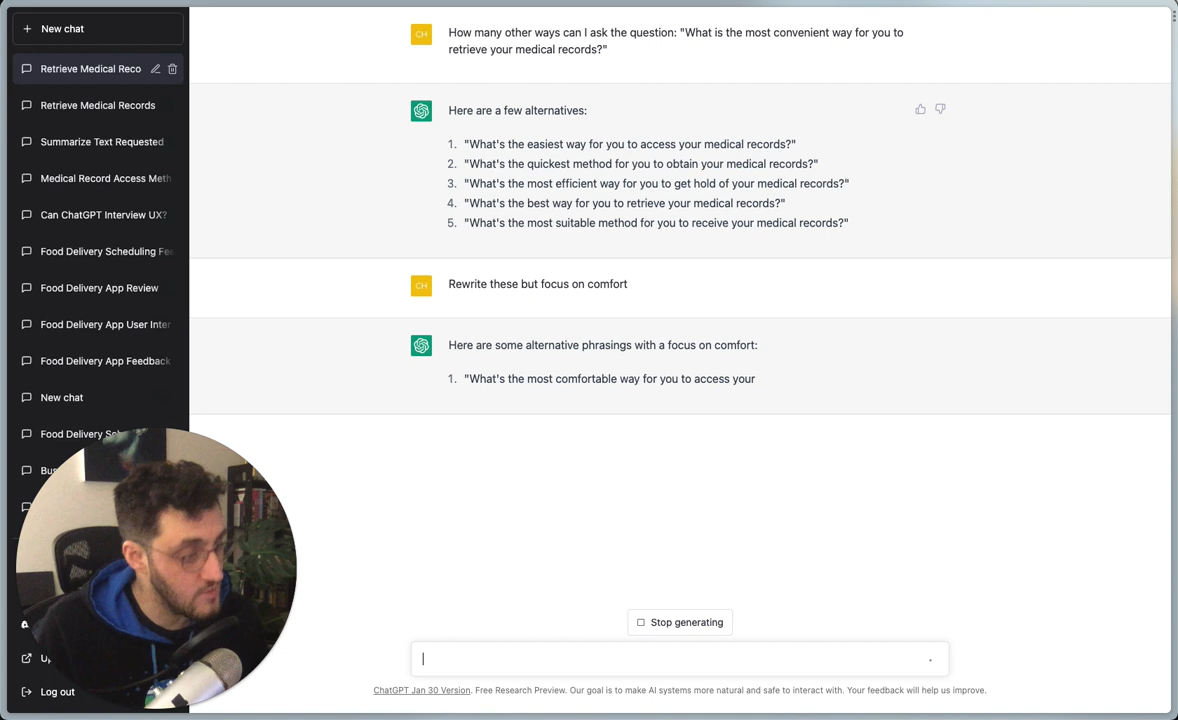 New chat
Retrieve Medical Reco
Retrieve Medical Records
Summarize Text Requested
Medical Record Access Meth
Can ChatGPT Interview UX?
Food Delivery Scheduling Fee
Food Delivery App Review
Food Delivery App User Inter
Food Delivery App Feedback
New chat
Food Delivery Sch
Bus
Up
Log out
CH
How many other ways can I ask the question: "What is the most convenient way for you to
retrieve your medical records?"
Here are a few alternatives:
1. "What's the easiest way for you to access your medical records?"
2. "What's the quickest method for you to obtain your medical records?"
3. "What's the most efficient way for you to get hold of your medical records?"
4. "What's the best way for you to retrieve your medical records?"
5. "What's the most suitable method for you to receive your medical records?"
CH
Rewrite these but focus on comfort
Here are some alternative phrasings with a focus on comfort:
1. "What's the most comfortable way for you to access your
Stop generating
ChatGPT Jan 30 Version. Free Research Preview. Our goal is to make AI systems more natural and safe to interact with. Your feedback will help us improve.